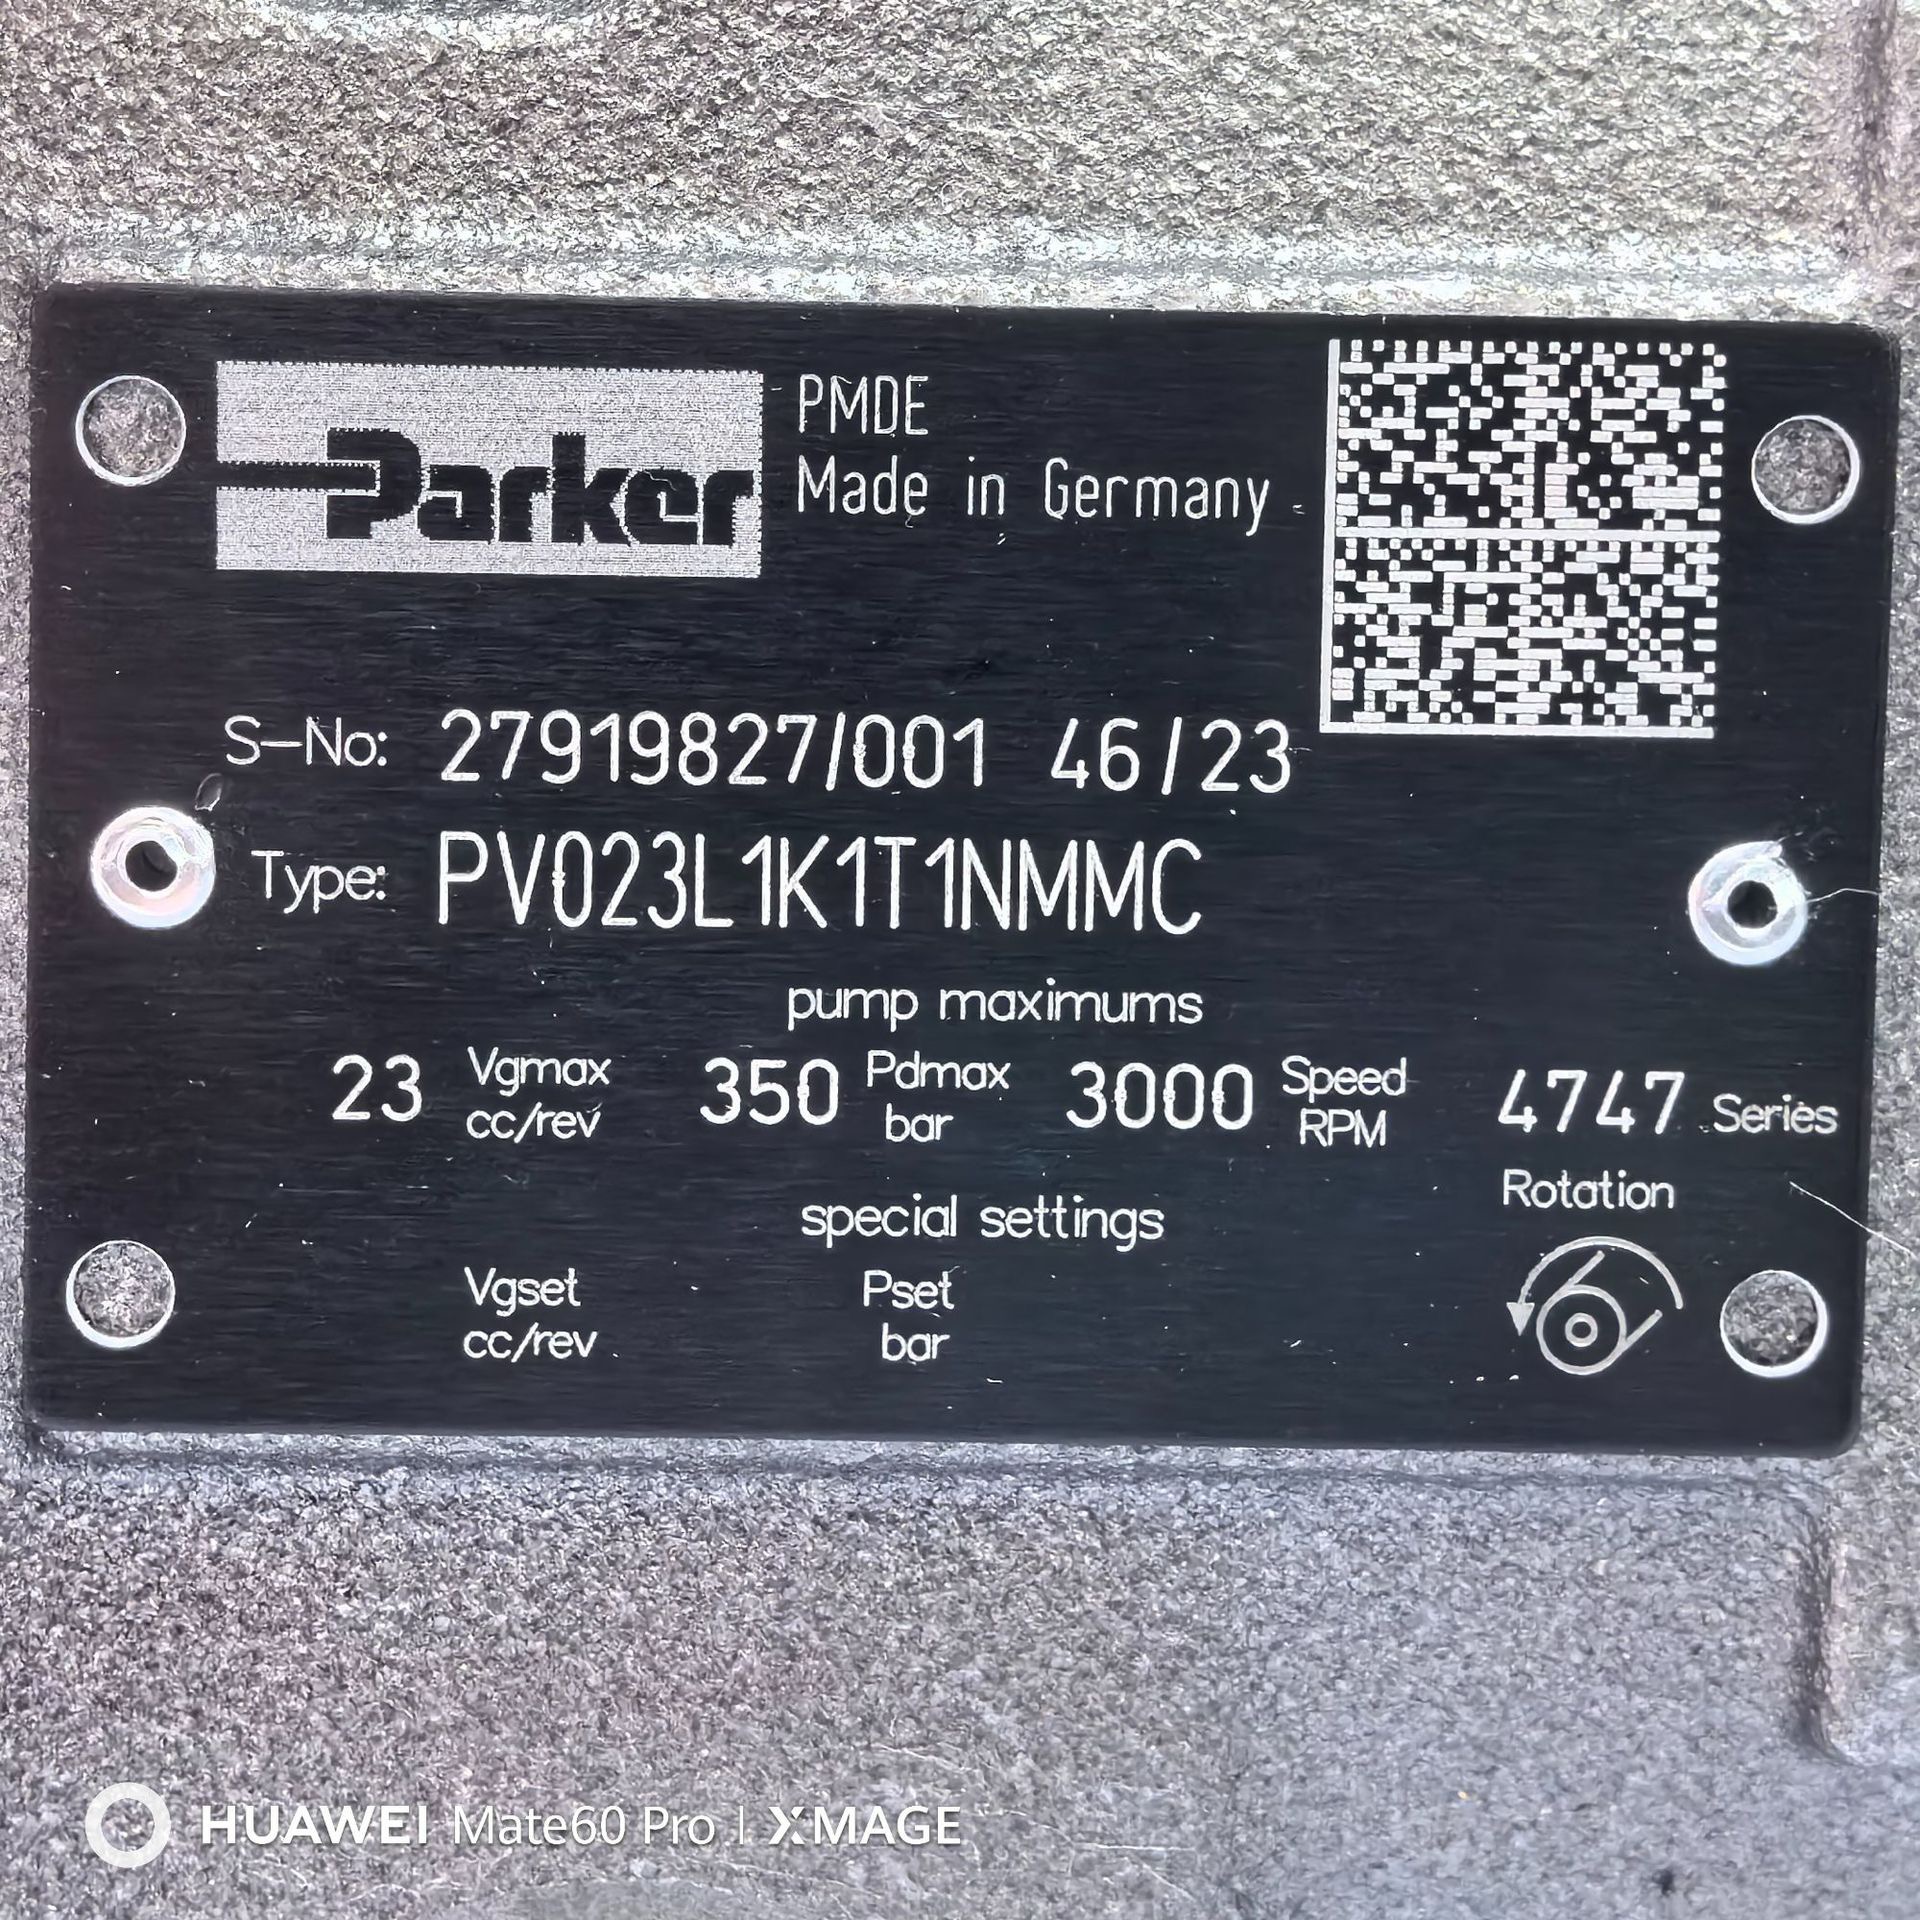 Parker
PMDE
Made in Germany
S-No: 27919827/001 46/23
Type: PV023L1K1T1NMMC
pump maximums
23 Vgmax cc/rev 350 Pdmax bar 3000 Speed RPM 4747 Series
Rotation
special settings
Vgset cc/rev Pset bar
HUAWEI Mate60 Pro | XMAGE